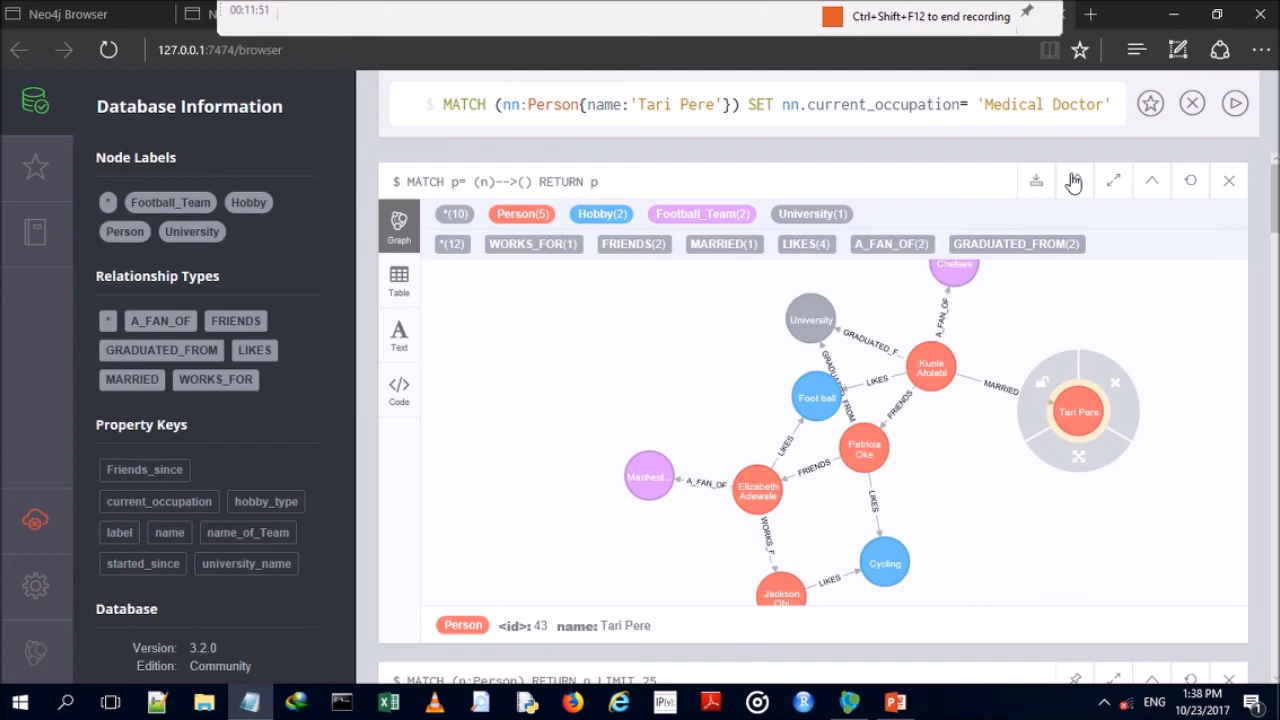 Neo4j Browser
N
00:11:51
Ctrl+Shift+F12 to end recording
127.0.0.1:7474/browser
Database Information
$ MATCH (nn:Person{name:'Tari Pere'}) SET nn.current_occupation= 'Medical Doctor'
Node Labels
* Football_Team Hobby
Person University
$ MATCH p= (n)-->() RETURN p
*(10) Person(5) Hobby(2) Football_Team(2) University(1)
*(12) WORKS_FOR(1) FRIENDS(2) MARRIED(1) LIKES(4) A_FAN_OF(2) GRADUATED_FROM(2)
Graph
Table
Text
Code
Relationship Types
* A_FAN_OF FRIENDS
GRADUATED_FROM LIKES
MARRIED WORKS_FOR
Chelsea
A_FAN_OF
University
GRADUATED_F...
Kunle
Afolabi
MARRIED
Tari Pere
LIKES
GRADUATED_FROM
Foot ball
FRIENDS
Patricia
Oke
LIKES
FRIENDS
Machest...
A_FAN_OF
Elizabeth
Adewale
LIKES
WORKS_F...
Cycling
LIKES
Jackson
Obi
Property Keys
Friends_since
current_occupation hobby_type
label name name_of_Team
started_since university_name
Person <id>: 43 name: Tari Pere
Database
Version: 3.2.0
Edition: Community
$ MATCH (n:Person) RETURN n LIMIT 25
IP[y]:
R
ENG
1:38 PM
10/23/2017
1